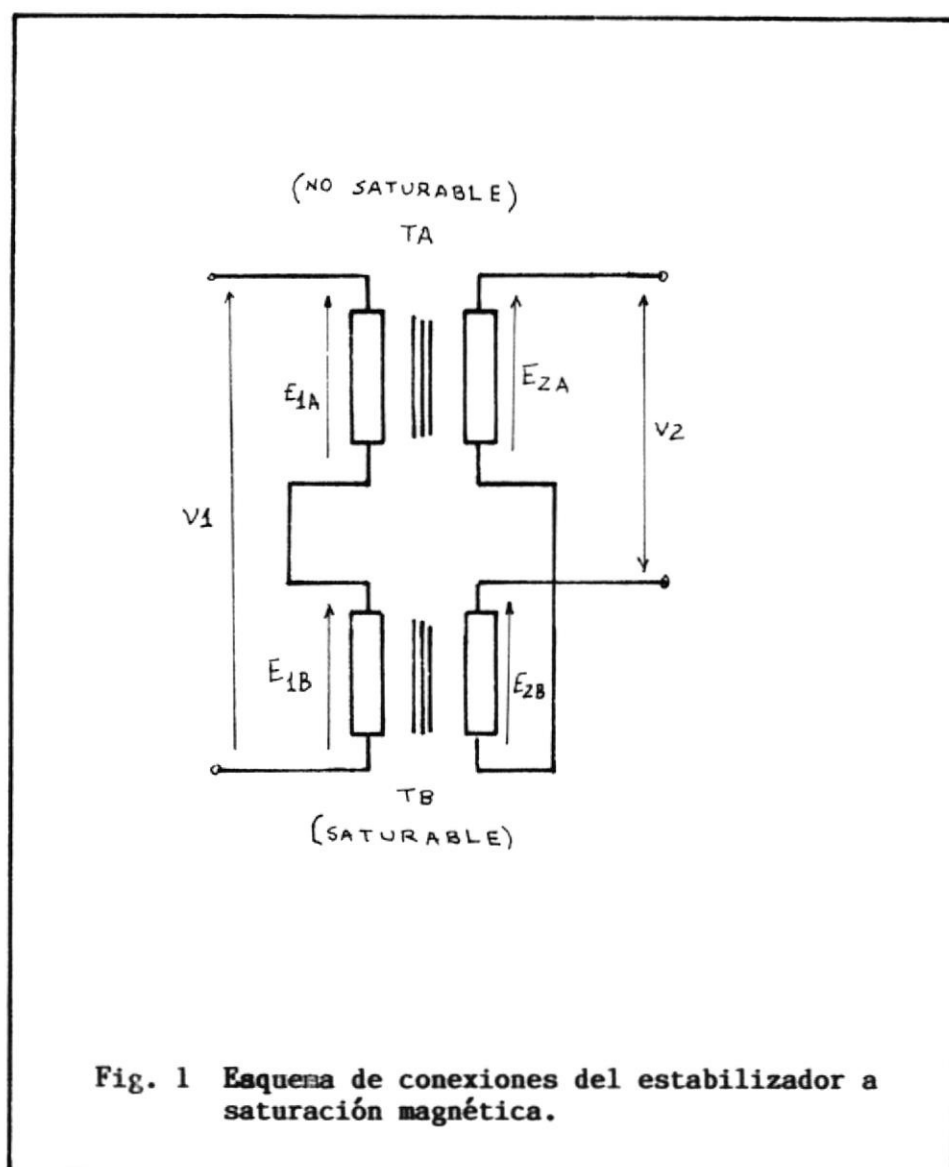 (NO SATURABLE)
TA
E1A
E2A
V2
V1
E1B
E2B
TB
(SATURABLE)
Fig. 1 Esquema de conexiones del estabilizador a
saturación magnética.